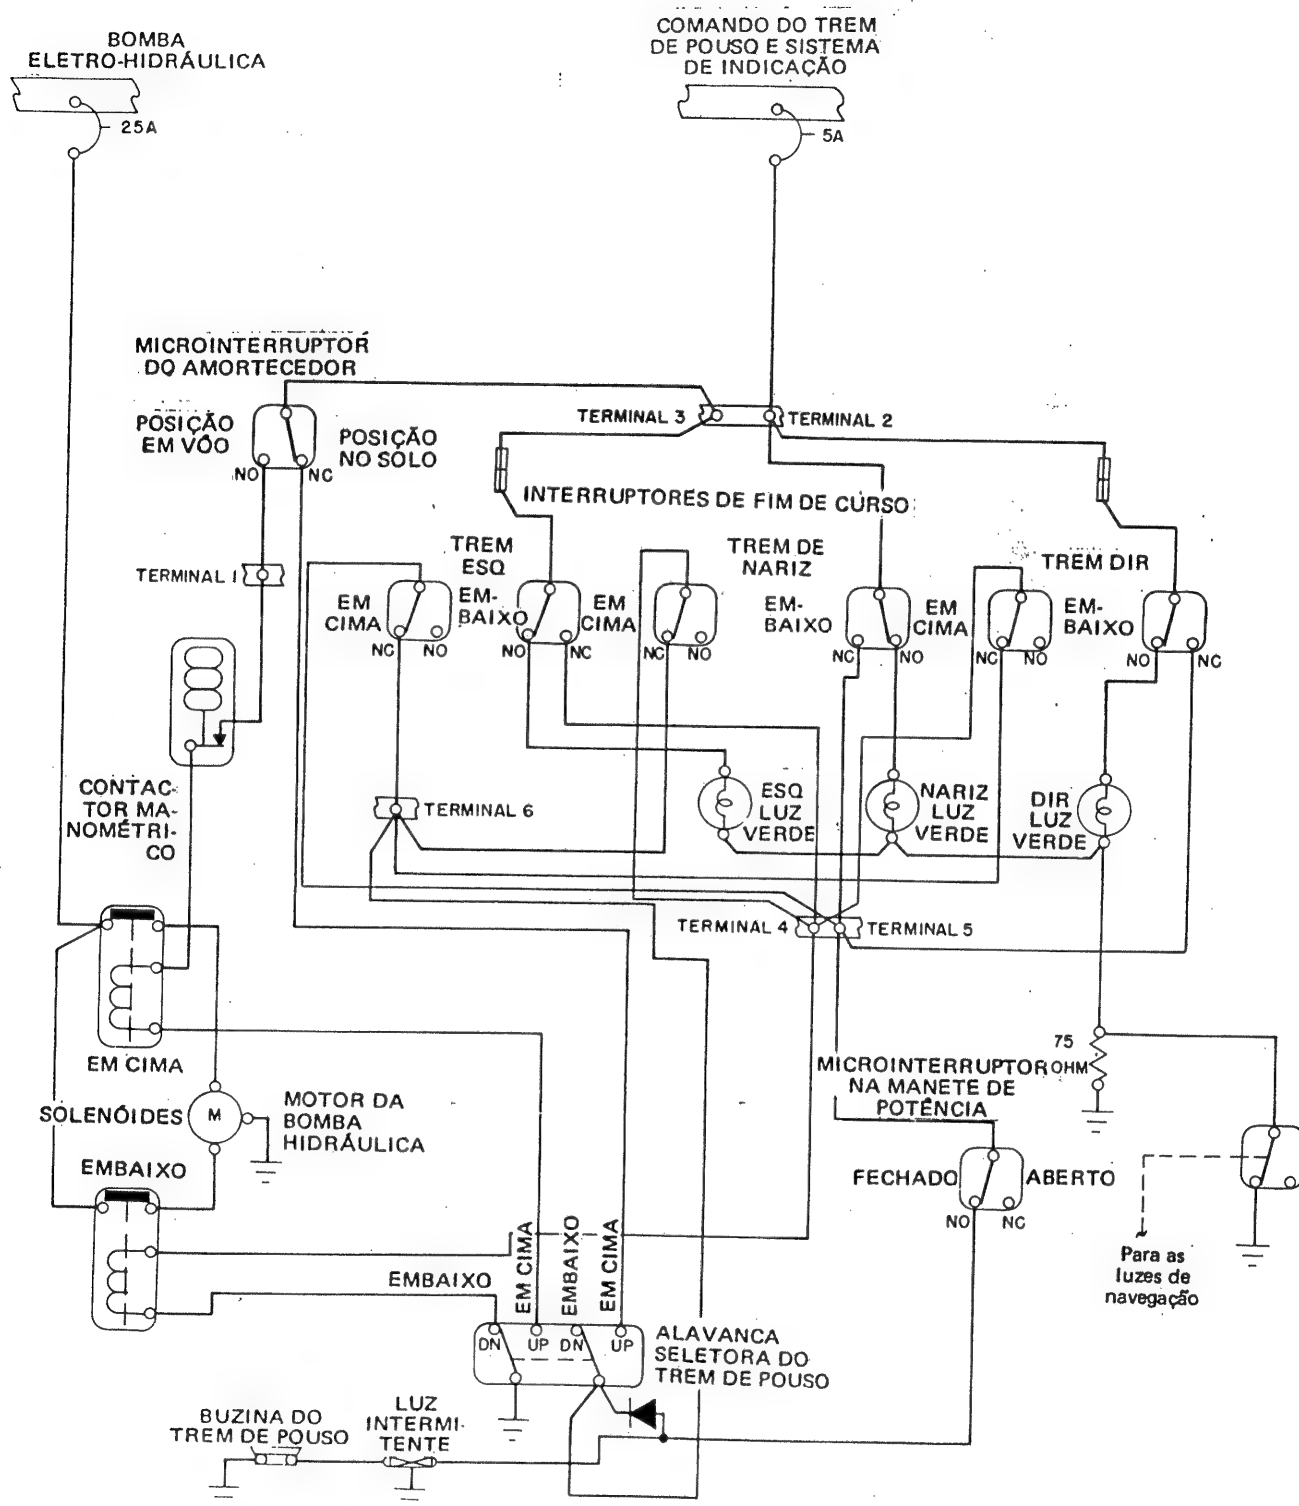 BOMBA
ELETRO-HIDRÁULICA
25A
COMANDO DO TREM
DE POUSO E SISTEMA
DE INDICAÇÃO
5A
MICROINTERRUPTOR
DO AMORTECEDOR
POSIÇÃO
EM VÔO
POSIÇÃO
NO SOLO
NO
NC
TERMINAL 3
TERMINAL 2
INTERRUPTORES DE FIM DE CURSO
TERMINAL 1
TREM
ESQ
TREM DE
NARIZ
TREM DIR
EM
CIMA
NC
NO
EM-
BAIXO
NO
NC
EM
CIMA
NC
NO
EM-
BAIXO
NC
NO
EM
CIMA
NC
NO
EM-
BAIXO
NO
NC
CONTAC-
TOR MA-
NOMÉTRI-
CO
TERMINAL 6
ESQ
LUZ
VERDE
NARIZ
LUZ
VERDE
DIR
LUZ
VERDE
TERMINAL 4
TERMINAL 5
EM CIMA
SOLENÓIDES
M
MOTOR DA
BOMBA
HIDRÁULICA
EMBAIXO
75
OHM
MICROINTERRUPTOR
NA MANETE DE
POTÊNCIA
FECHADO
ABERTO
NO
NC
Para as
luzes de
navegação
EMBAIXO
EM CIMA
EMBAIXO
EM CIMA
DN
UP
DN
UP
ALAVANCA
SELETORA DO
TREM DE POUSO
BUZINA DO
TREM DE POUSO
LUZ
INTERMI-
TENTE